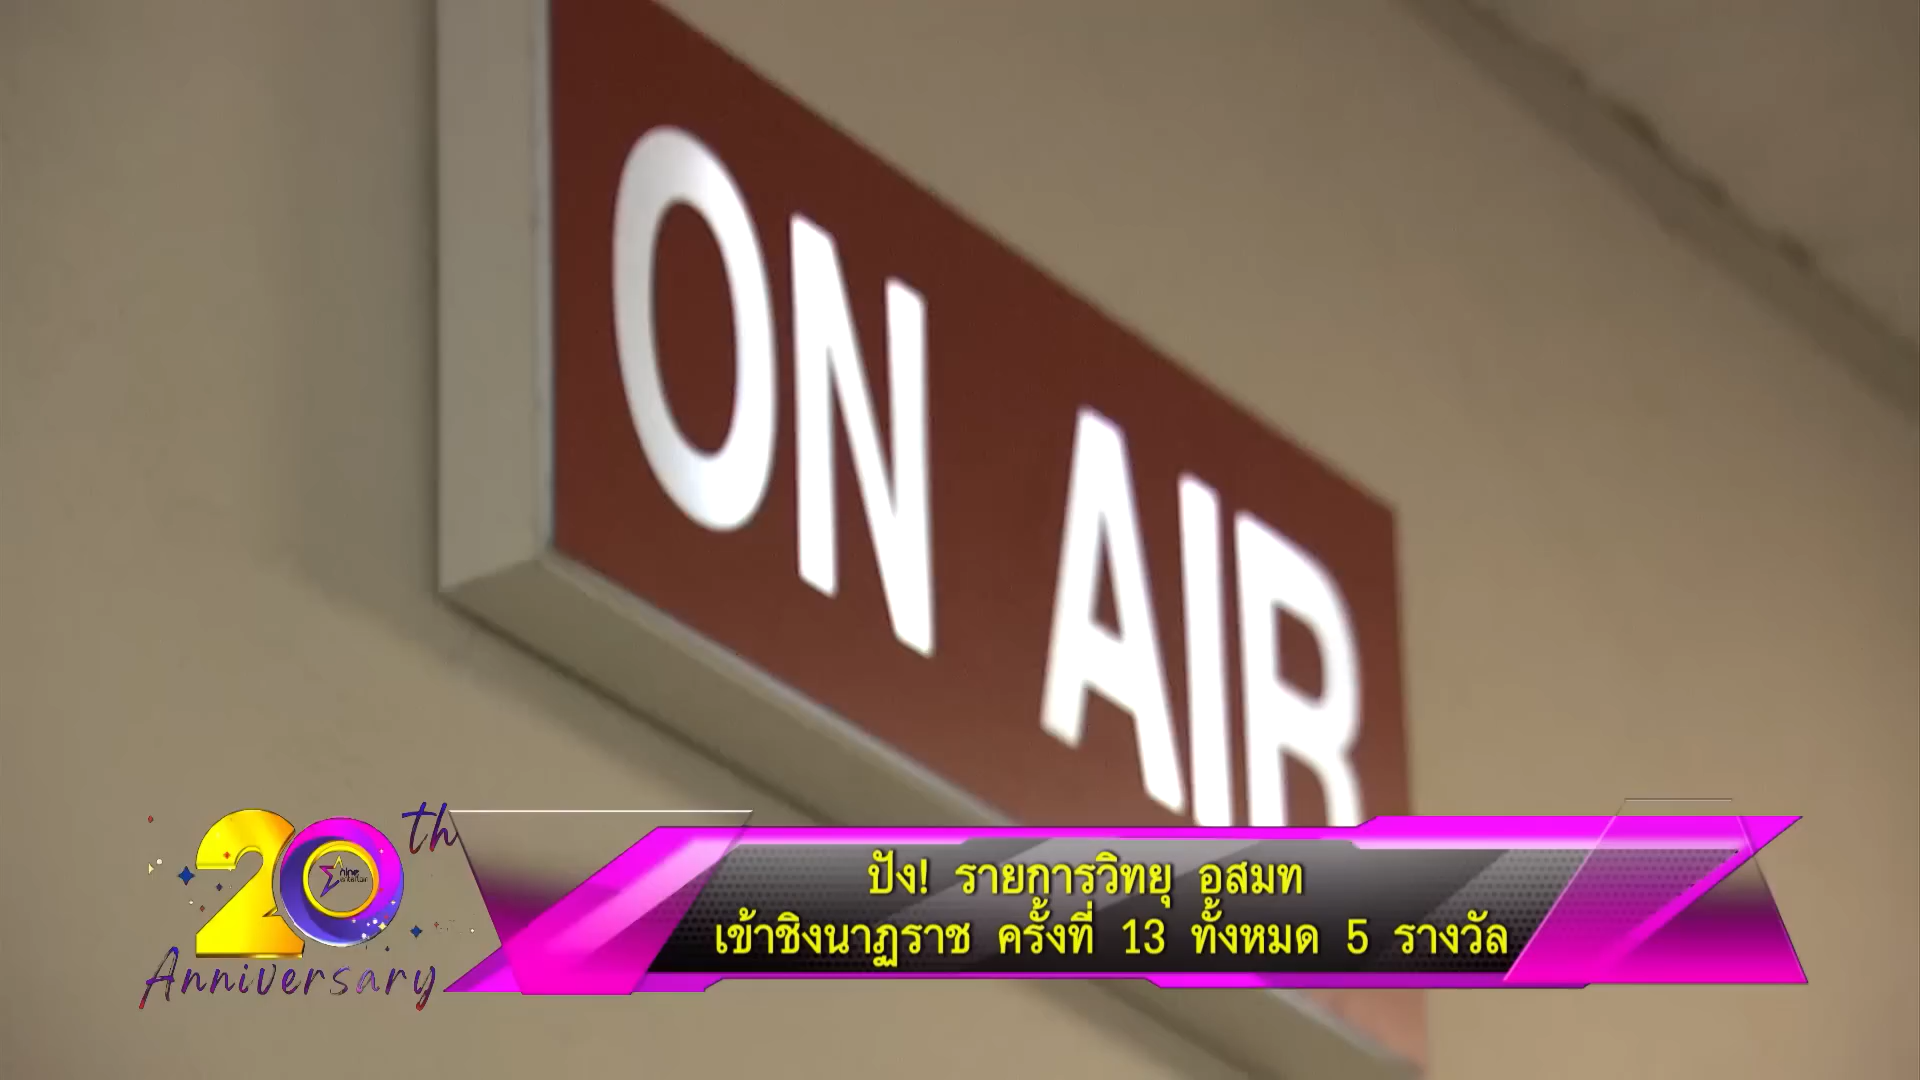 ON AIR
20th
nine
entertain
Anniversary
ปัง! รายการวิทยุ อสมท
เข้าชิงนาฏราช ครั้งที่ 13 ทั้งหมด 5 รางวัล